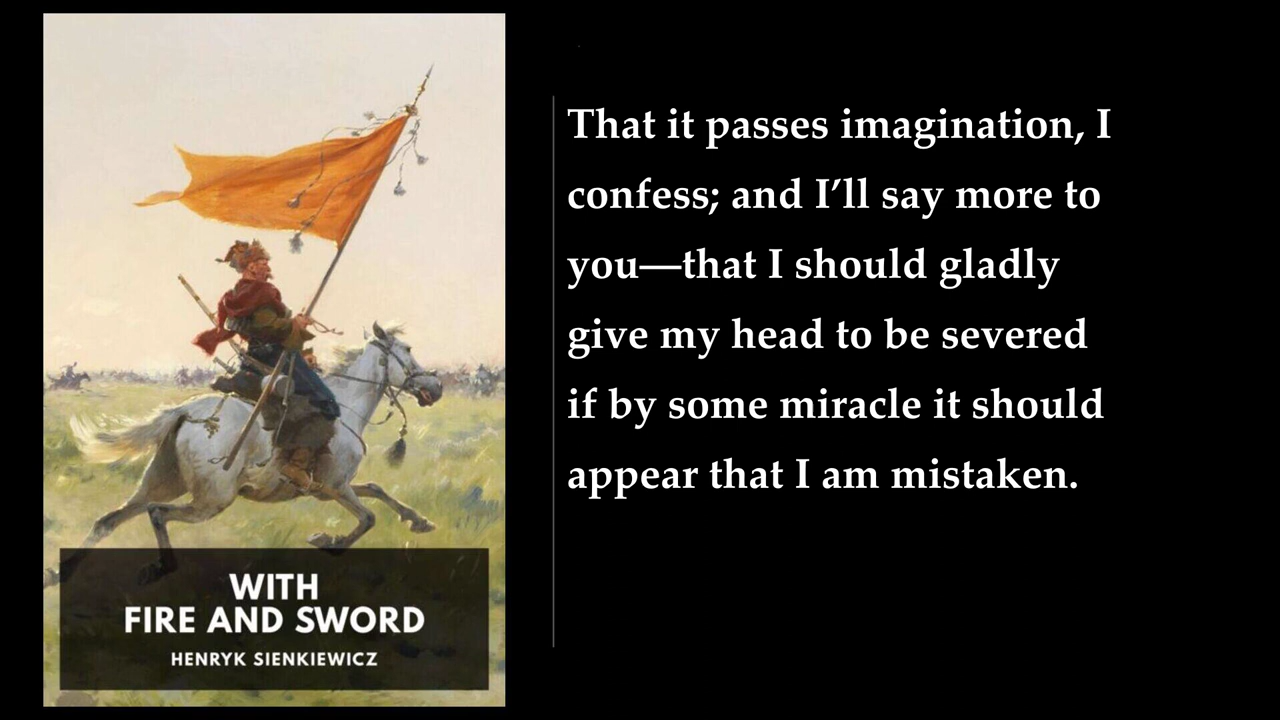 That it passes imagination, I
confess; and I’ll say more to
you—that I should gladly
give my head to be severed
if by some miracle it should
appear that I am mistaken.
WITH
FIRE AND SWORD
HENRYK SIENKIEWICZ